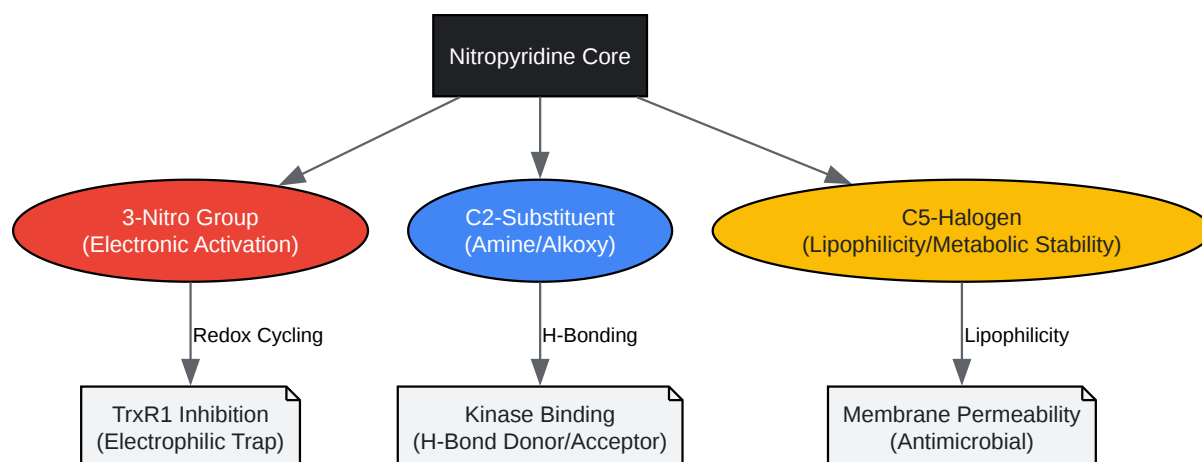 Nitropyridine Core
3-Nitro Group
(Electronic Activation)
C2-Substituent
(Amine/Alkoxy)
C5-Halogen
(Lipophilicity/Metabolic Stability)
Redox Cycling
H-Bonding
Lipophilicity
TrxR1 Inhibition
(Electrophilic Trap)
Kinase Binding
(H-Bond Donor/Acceptor)
Membrane Permeability
(Antimicrobial)